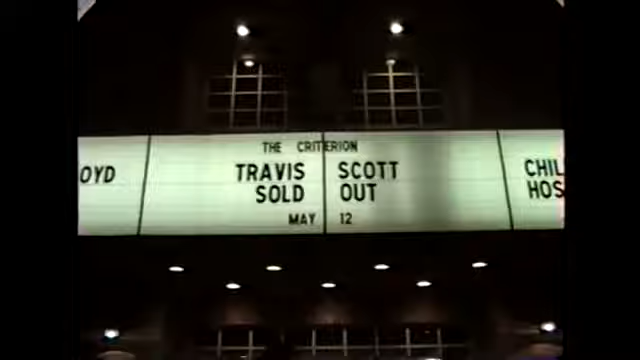 THE CRITERION
TRAVIS SCOTT
SOLD OUT
MAY 12
OYD
CHIL
HOS